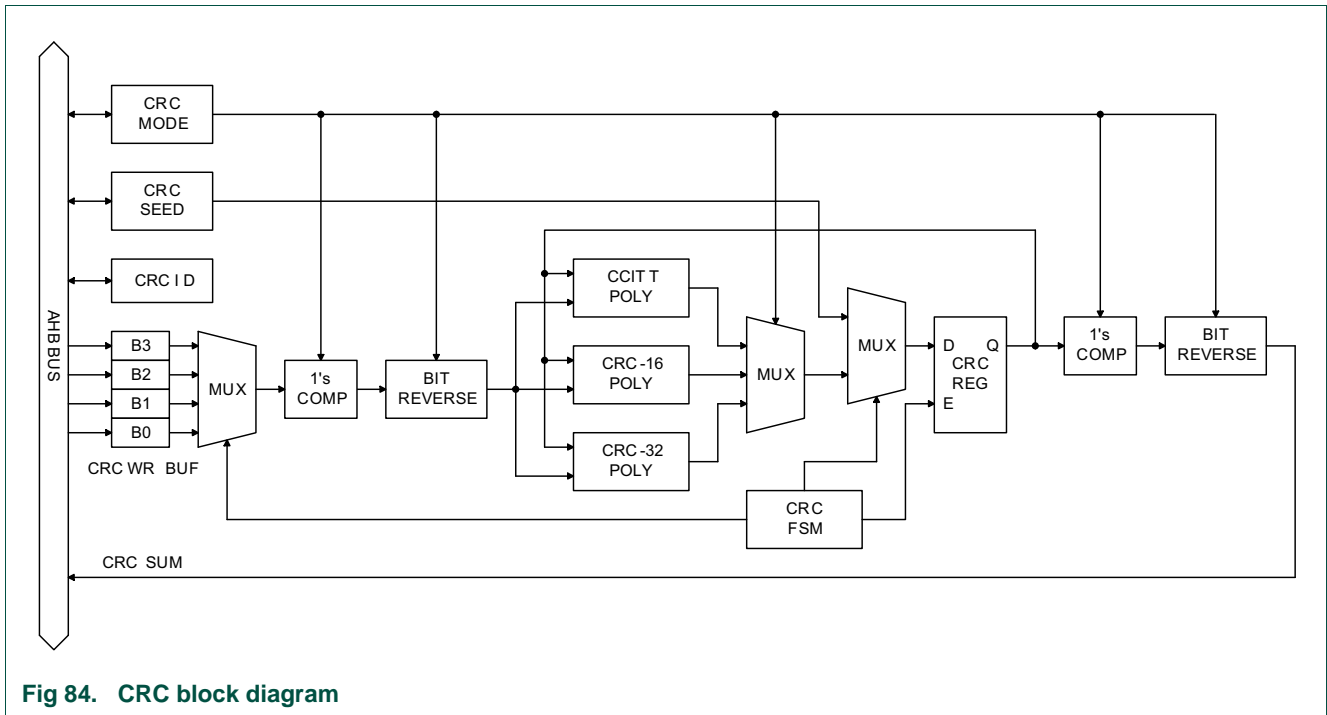 CRC
MODE
CRC
SEED
CRC I D
AHB BUS
B3
B2
B1
B0
CRC WR BUF
MUX
1's
COMP
BIT
REVERSE
CCIT T
POLY
CRC -16
POLY
CRC -32
POLY
MUX
MUX
CRC
FSM
D Q
CRC
REG
E
1's
COMP
BIT
REVERSE
CRC SUM
Fig 84. CRC block diagram